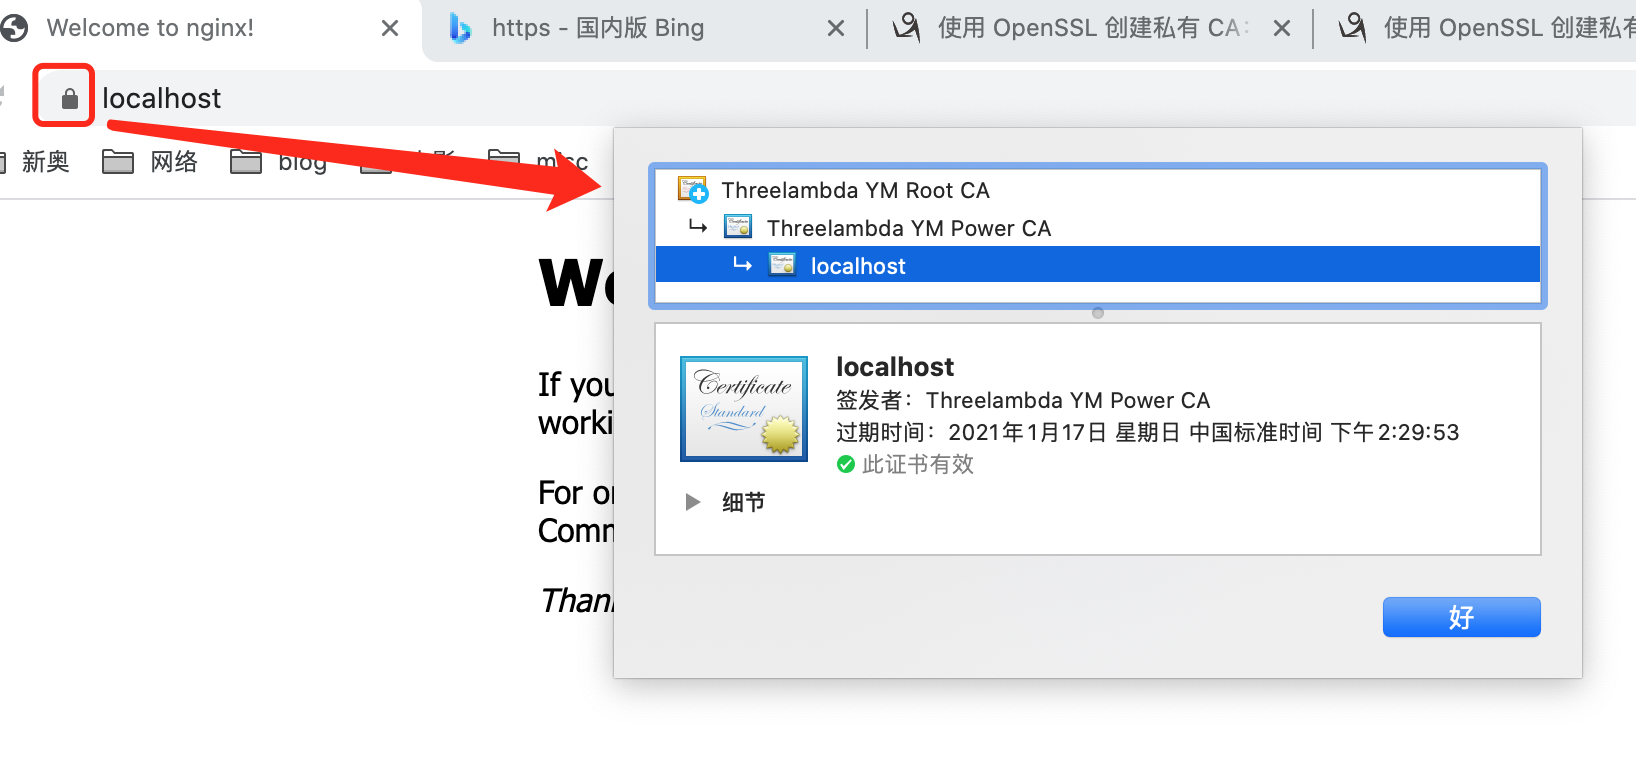 Welcome to nginx!
https - 国内版 Bing
使用 OpenSSL 创建私有 CA:
使用 OpenSSL 创建私有
localhost
新奥
网络
blog
misc
Threelambda YM Root CA
Threelambda YM Power CA
localhost
If you
worki
For or
Comm
Than
Certificate
Standard
localhost
签发者：Threelambda YM Power CA
过期时间：2021年1月17日 星期日 中国标准时间 下午2:29:53
此证书有效
细节
好